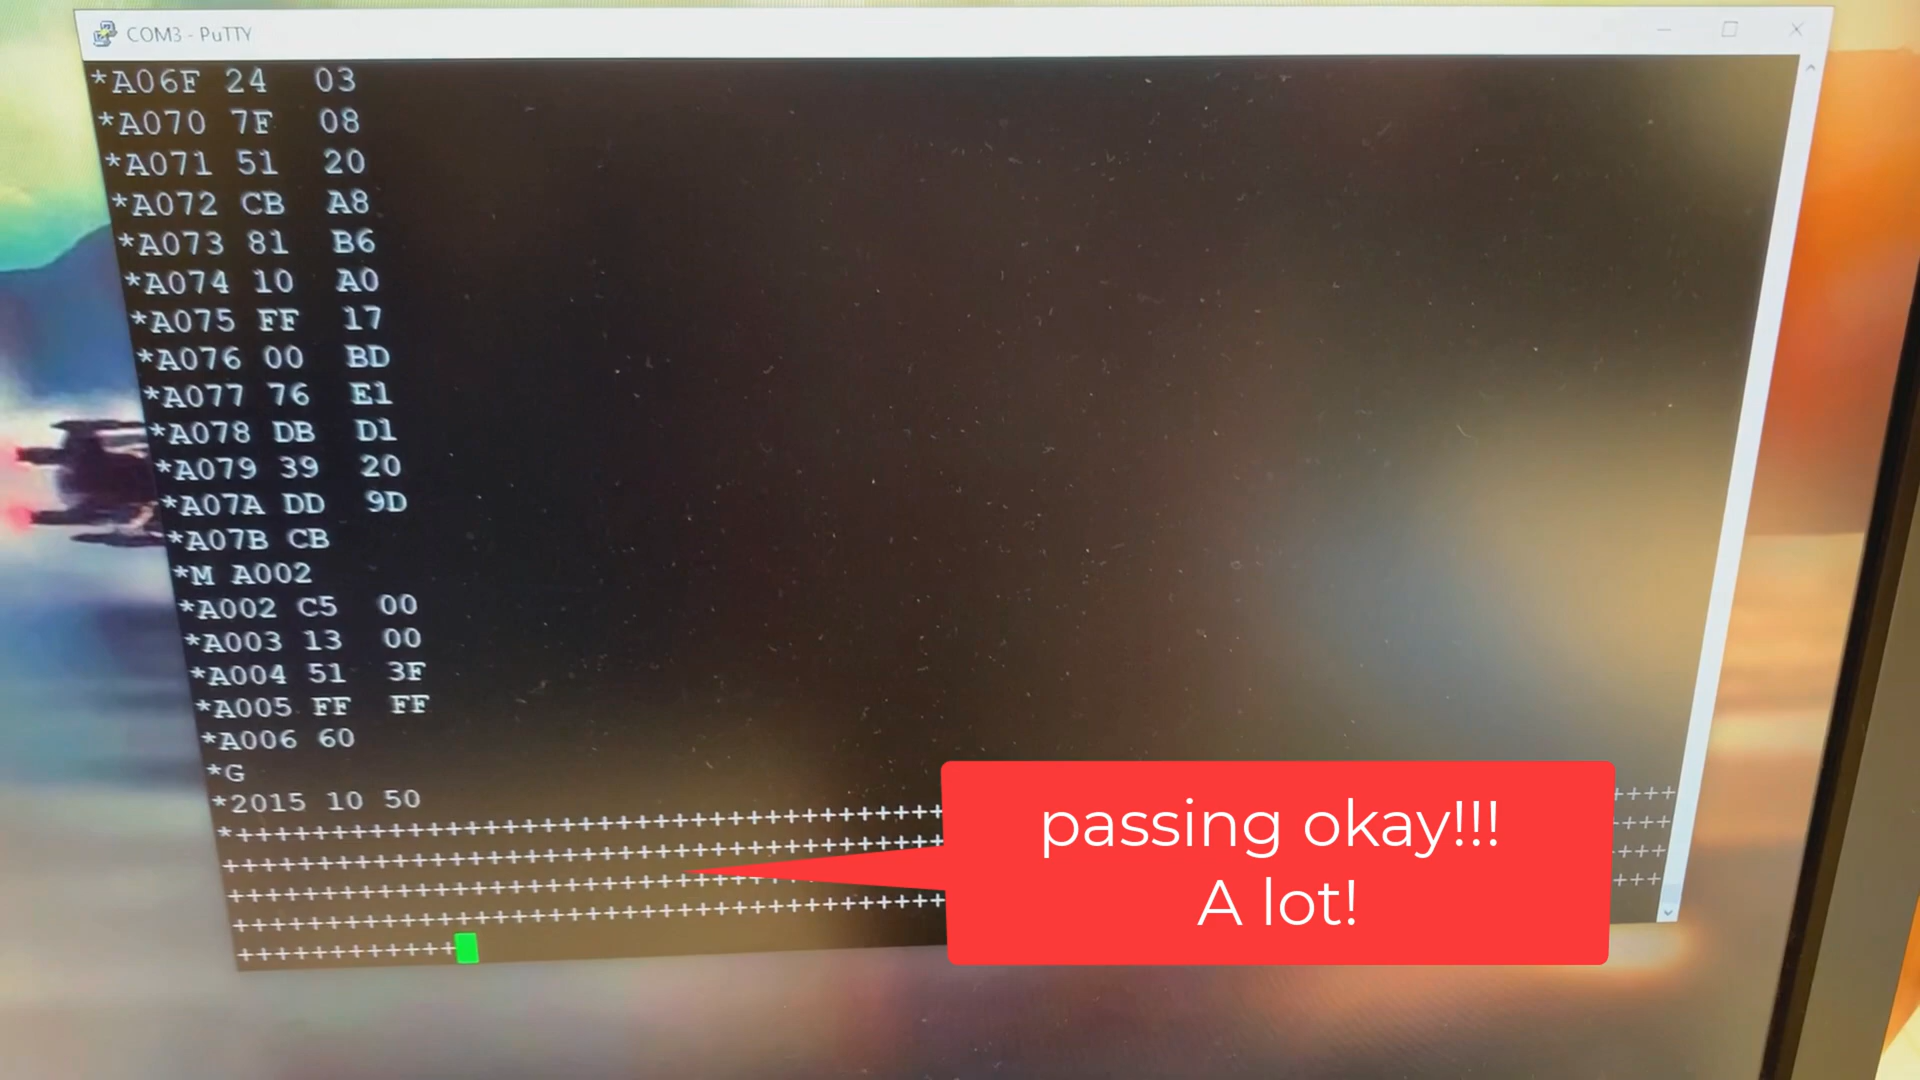 COM3 - PuTTY
*A06F 24 03
*A070 7F 08
*A071 51 20
*A072 CB A8
*A073 81 B6
*A074 10 A0
*A075 FF 17
*A076 00 BD
*A077 76 E1
*A078 DB D1
*A079 39 20
*A07A DD 9D
*A07B CB
*M A002
*A002 C5 00
*A003 13 00
*A004 51 3F
*A005 FF FF
*A006 60
*G
*2015 10 50
passing okay!!!
A lot!